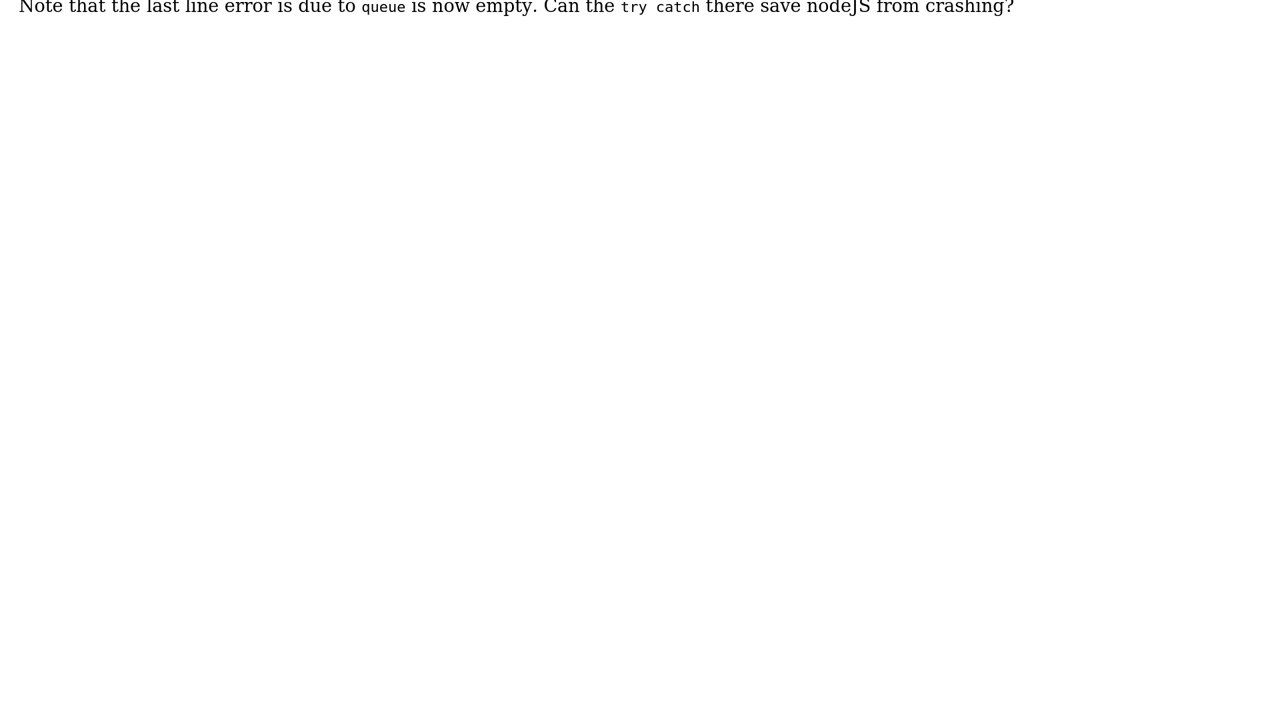 Note that the last line error is due to queue is now empty. Can the try catch there save nodeJS from crashing?